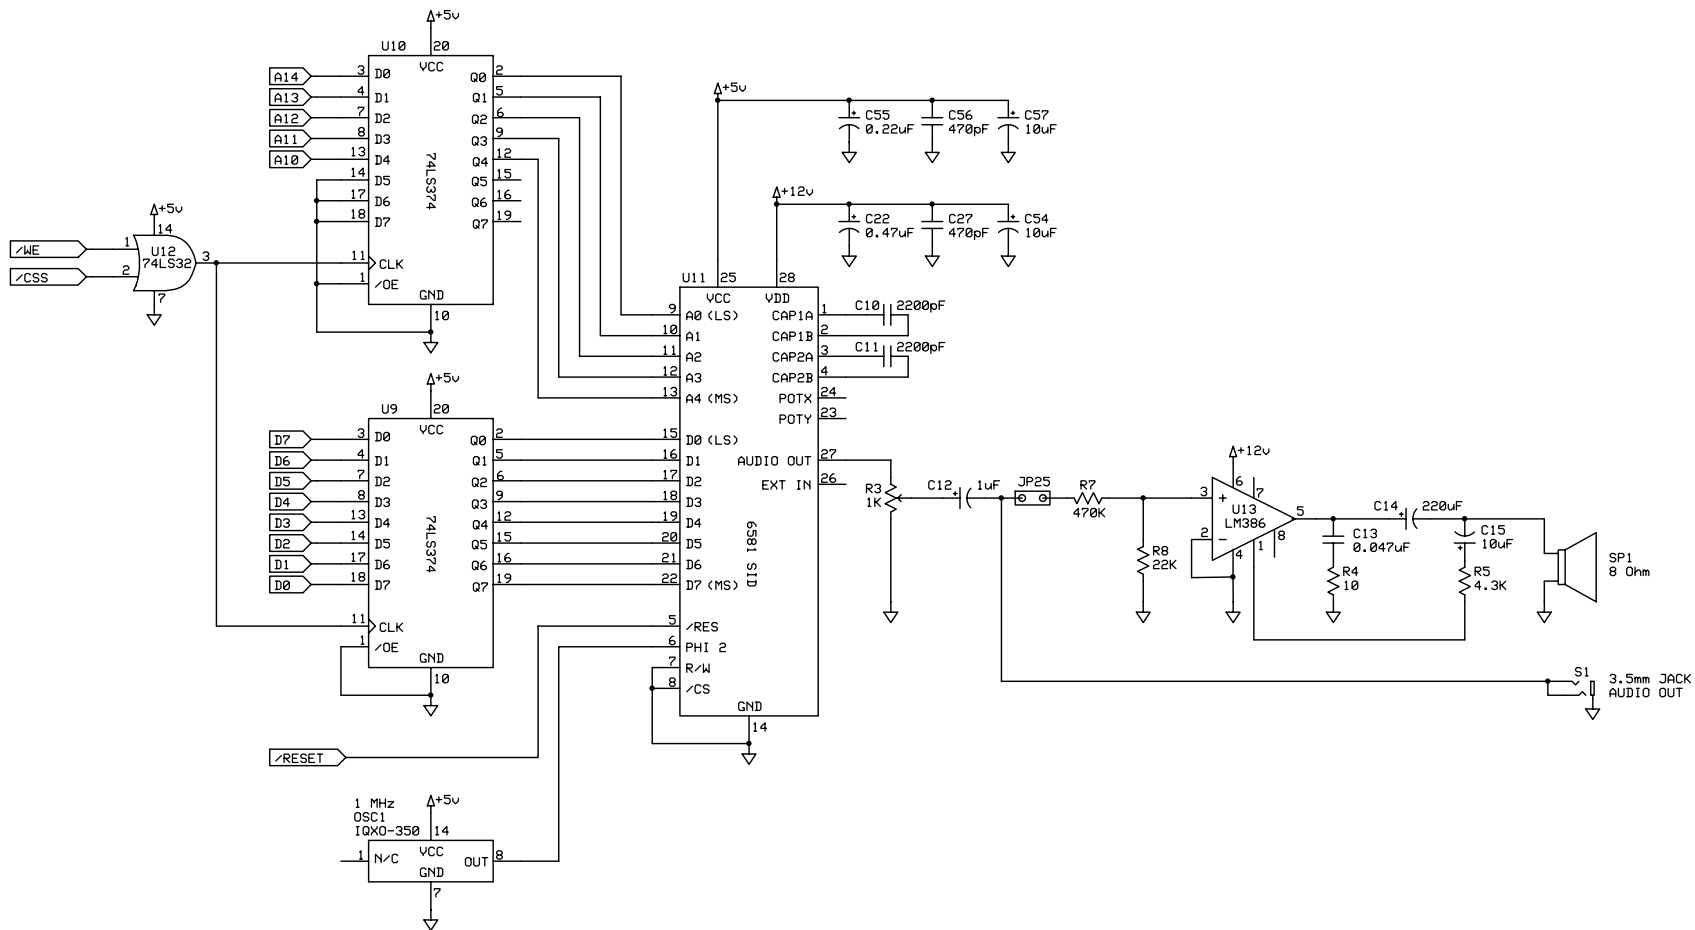 +5v
U10
20
VCC
A14
3
D0
Q0
2
A13
4
D1
Q1
5
A12
7
D2
Q2
6
A11
8
D3
Q3
9
A10
13
D4
Q4
12
14
D5
Q5
15
17
D6
Q6
16
18
D7
Q7
19
74LS374
11
CLK
1
/OE
GND
10
+5v
14
/WE
1
U12
74LS32
3
/CSS
2
7
+5v
U9
20
VCC
D7
3
D0
Q0
2
D6
4
D1
Q1
5
D5
7
D2
Q2
6
D4
8
D3
Q3
9
D3
13
D4
Q4
12
D2
14
D5
Q5
15
D1
17
D6
Q6
16
D0
18
D7
Q7
19
74LS374
11
CLK
1
/OE
GND
10
/RESET
1 MHz
OSC1
IQXO-350
+5v
14
1
N/C
VCC
OUT
8
GND
7
+5v
C55
0.22uF
C56
470pF
C57
10uF
+12v
C22
0.47uF
C27
470pF
C54
10uF
U11
25
28
VCC
VDD
9
A0 (LS)
10
A1
11
A2
12
A3
13
A4 (MS)
15
D0 (LS)
16
D1
17
D2
18
D3
19
D4
20
D5
21
D6
22
D7 (MS)
5
/RES
6
PHI 2
7
R/W
8
/CS
GND
14
6581 SID
CAP1A
1
C10
2200pF
CAP1B
2
CAP2A
3
C11
2200pF
CAP2B
4
POTX
24
POTY
23
AUDIO OUT
27
EXT IN
26
R3
1K
C12
+
1uF
JP25
R7
470K
R8
22K
+12v
6
7
3
+
U13
LM386
5
2
-
4
1
8
C14
+
220uF
C13
0.047uF
R4
10
C15
10uF
+
R5
4.3K
SP1
8 Ohm
S1
3.5mm JACK
AUDIO OUT